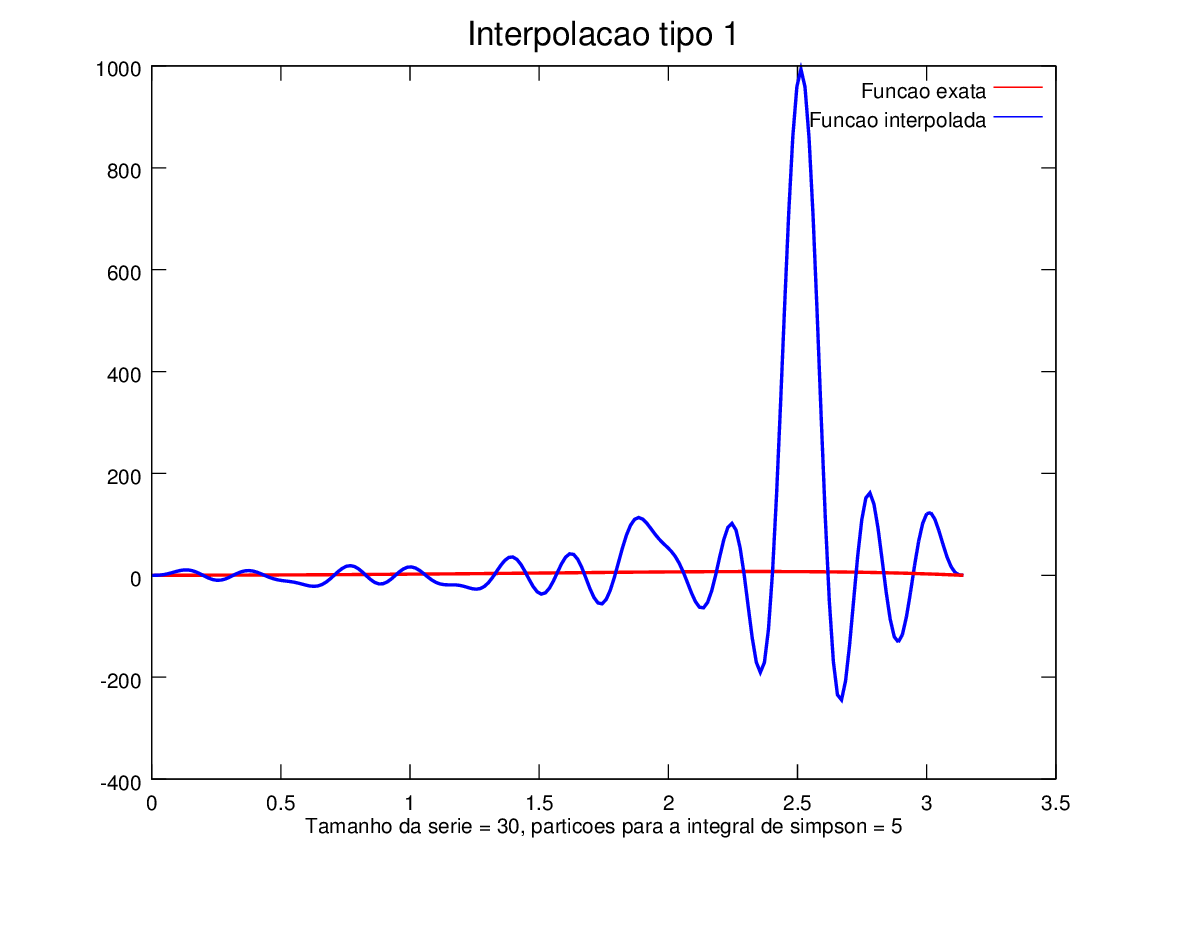 Interpolacao tipo 1
1000
800
600
400
200
0
-200
-400
Funcao exata
Funcao interpolada
0 0.5 1 1.5 2 2.5 3 3.5
Tamanho da serie = 30, particoes para a integral de simpson = 5